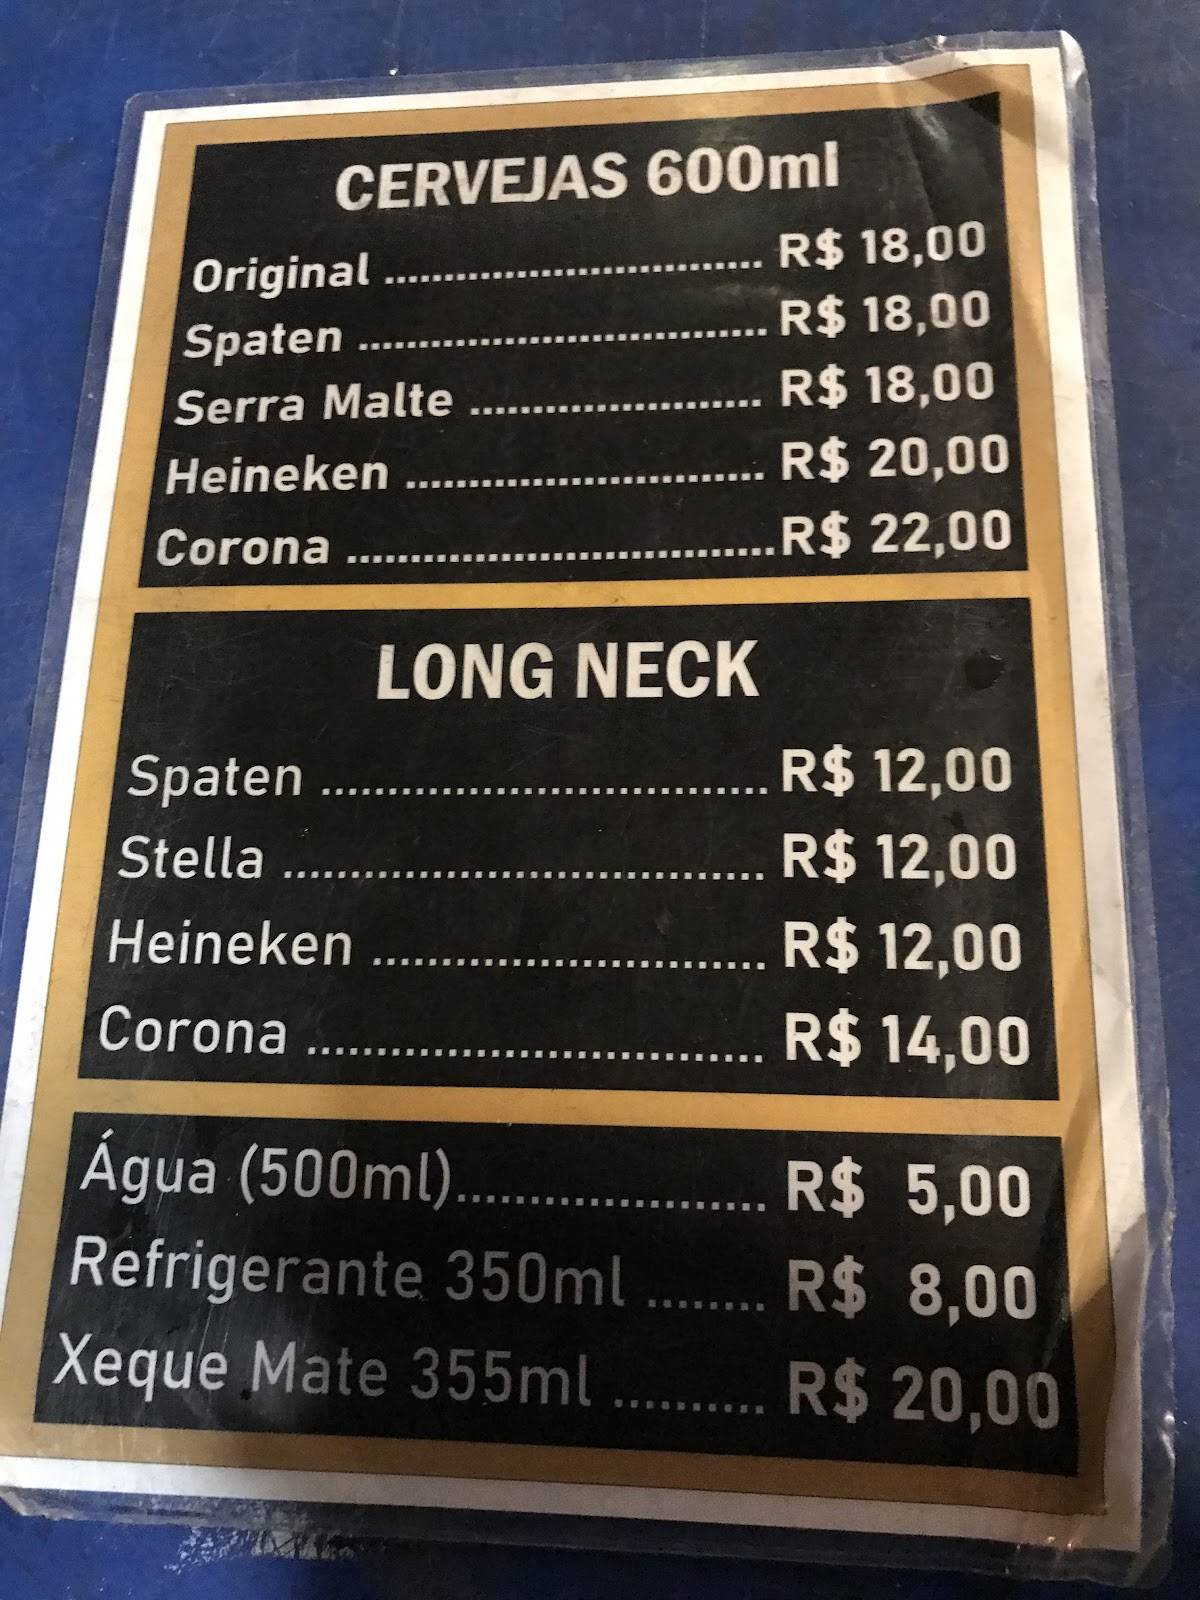 CERVEJAS 600ml
Original .............................. R$ 18,00
Spaten ................................. R$ 18,00
Serra Malte ........................ R$ 18,00
Heineken ............................. R$ 20,00
Corona ..................................R$ 22,00
LONG NECK
Spaten .................................. R$ 12,00
Stella ..................................... R$ 12,00
Heineken ............................. R$ 12,00
Corona .................................. R$ 14,00
Água (500ml)....................... R$ 5,00
Refrigerante 350ml ........ R$ 8,00
Xeque Mate 355ml .......... R$ 20,00